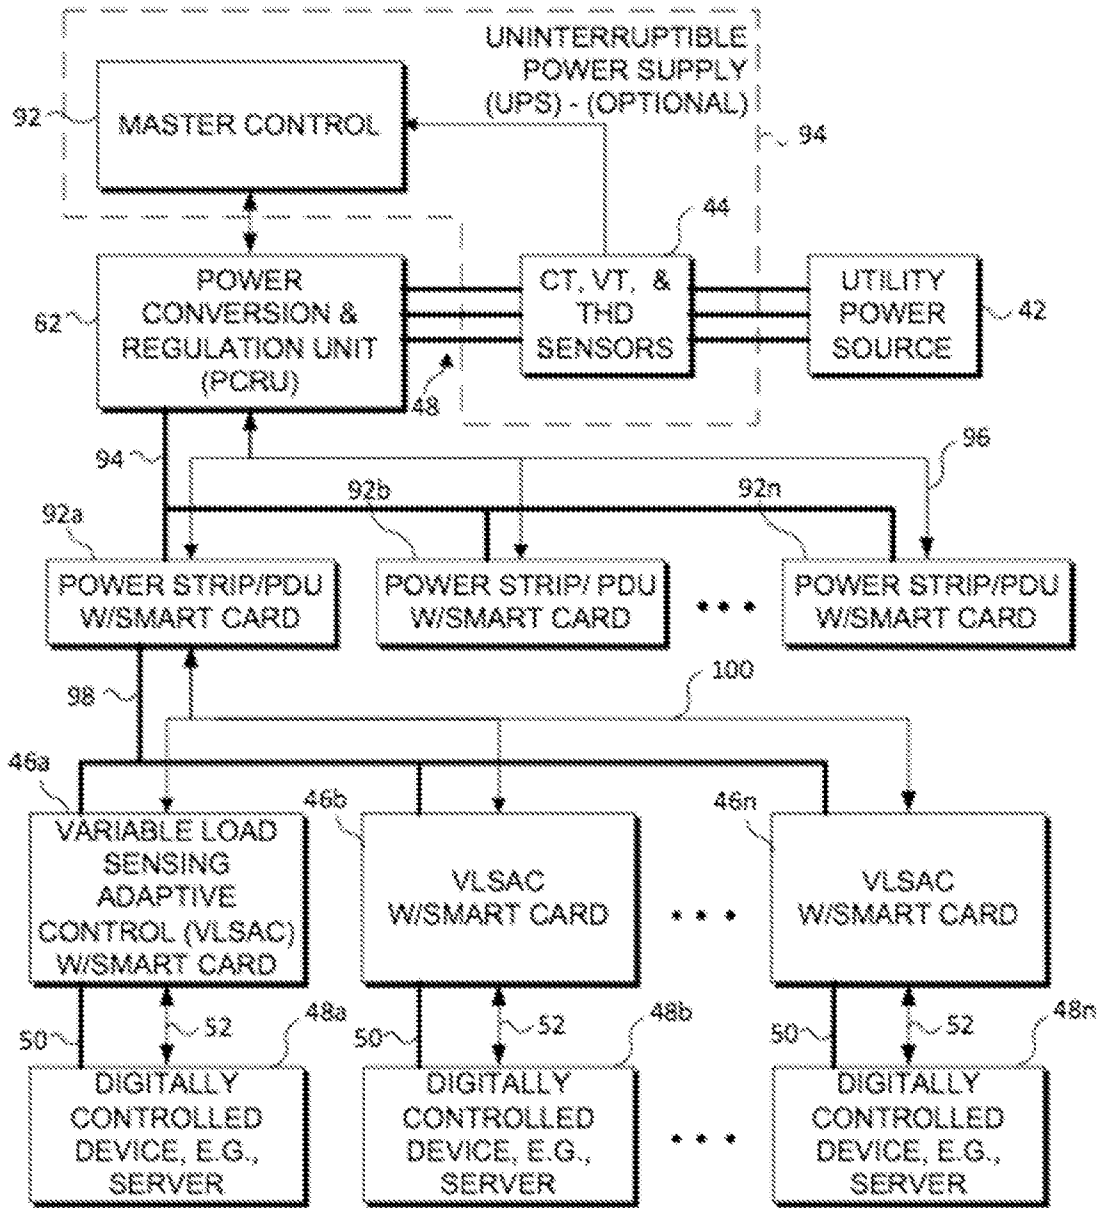 UNINTERRUPTIBLE
POWER SUPPLY
(UPS) - (OPTIONAL)
92
MASTER CONTROL
94
44
62
POWER
CONVERSION &
REGULATION UNIT
(PCRU)
CT, VT, &
THD
SENSORS
UTILITY
POWER
SOURCE
42
48
94
96
92a
92b
92n
POWER STRIP/PDU
W/SMART CARD
POWER STRIP/ PDU
W/SMART CARD
POWER STRIP/PDU
W/SMART CARD
98
100
46a
46b
46n
VARIABLE LOAD
SENSING
ADAPTIVE
CONTROL (VLSAC)
W/SMART CARD
VLSAC
W/SMART CARD
VLSAC
W/SMART CARD
50
52
48a
50
52
48b
50
52
48n
DIGITALLY
CONTROLLED
DEVICE, E.G.,
SERVER
DIGITALLY
CONTROLLED
DEVICE, E.G.,
SERVER
DIGITALLY
CONTROLLED
DEVICE, E.G.,
SERVER